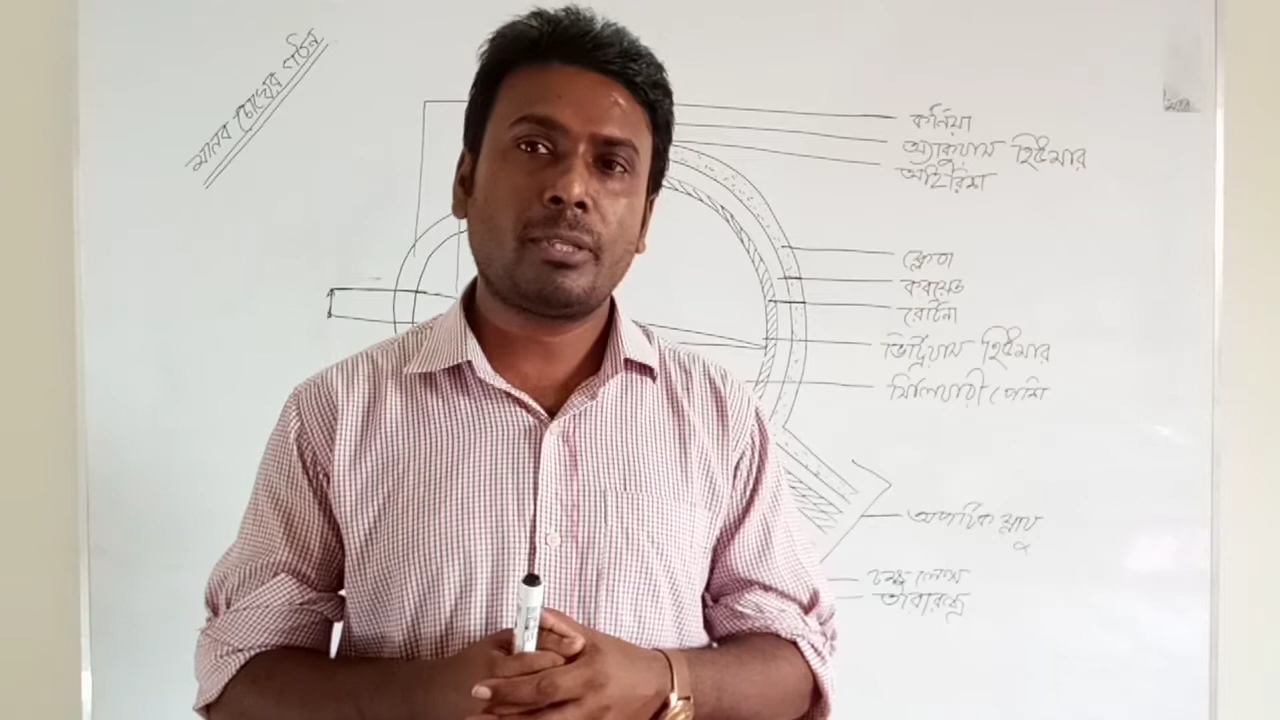 মানব চোখের গঠন
কর্নিয়া
অ্যাকুয়াস হিউমার
আইরিশ
স্ক্লেরা
করয়েড
রেটিনা
ভিট্রিয়াস হিউমার
সিলিয়ারী পেশি
অপটিক স্নায়ু
চক্ষু লেন্স
তারারন্ধ্র